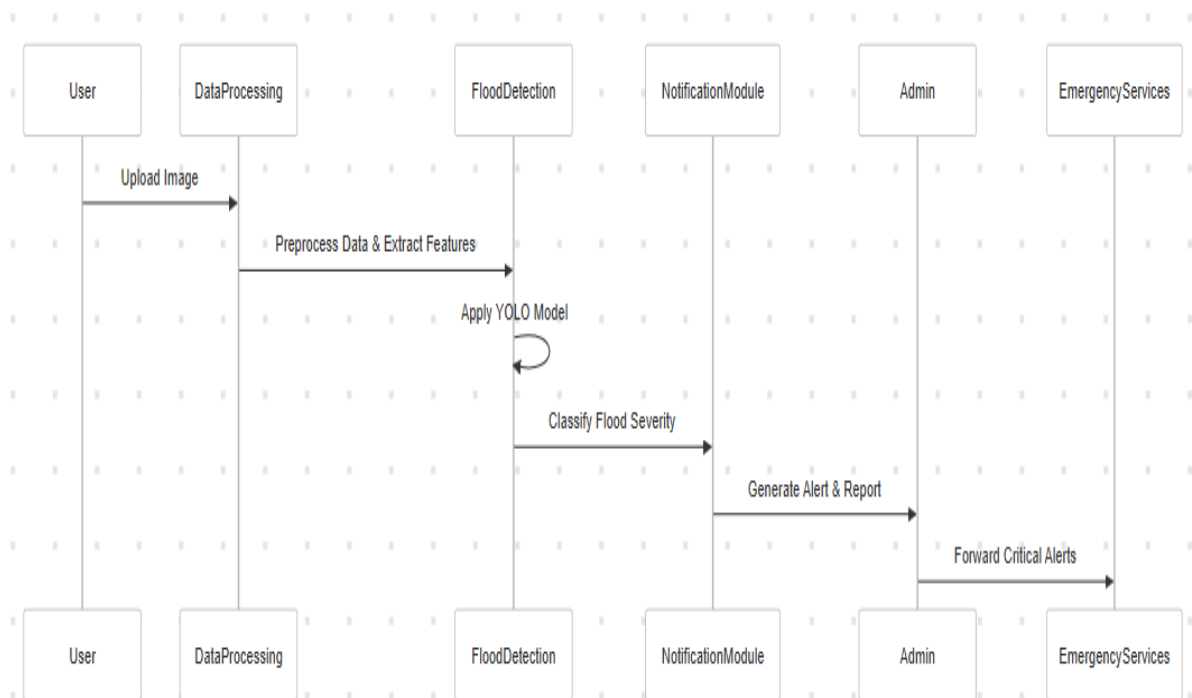 User
DataProcessing
FloodDetection
NotificationModule
Admin
EmergencyServices
Upload Image
Preprocess Data & Extract Features
Apply YOLO Model
Classify Flood Severity
Generate Alert & Report
Forward Critical Alerts
User
DataProcessing
FloodDetection
NotificationModule
Admin
EmergencyServices